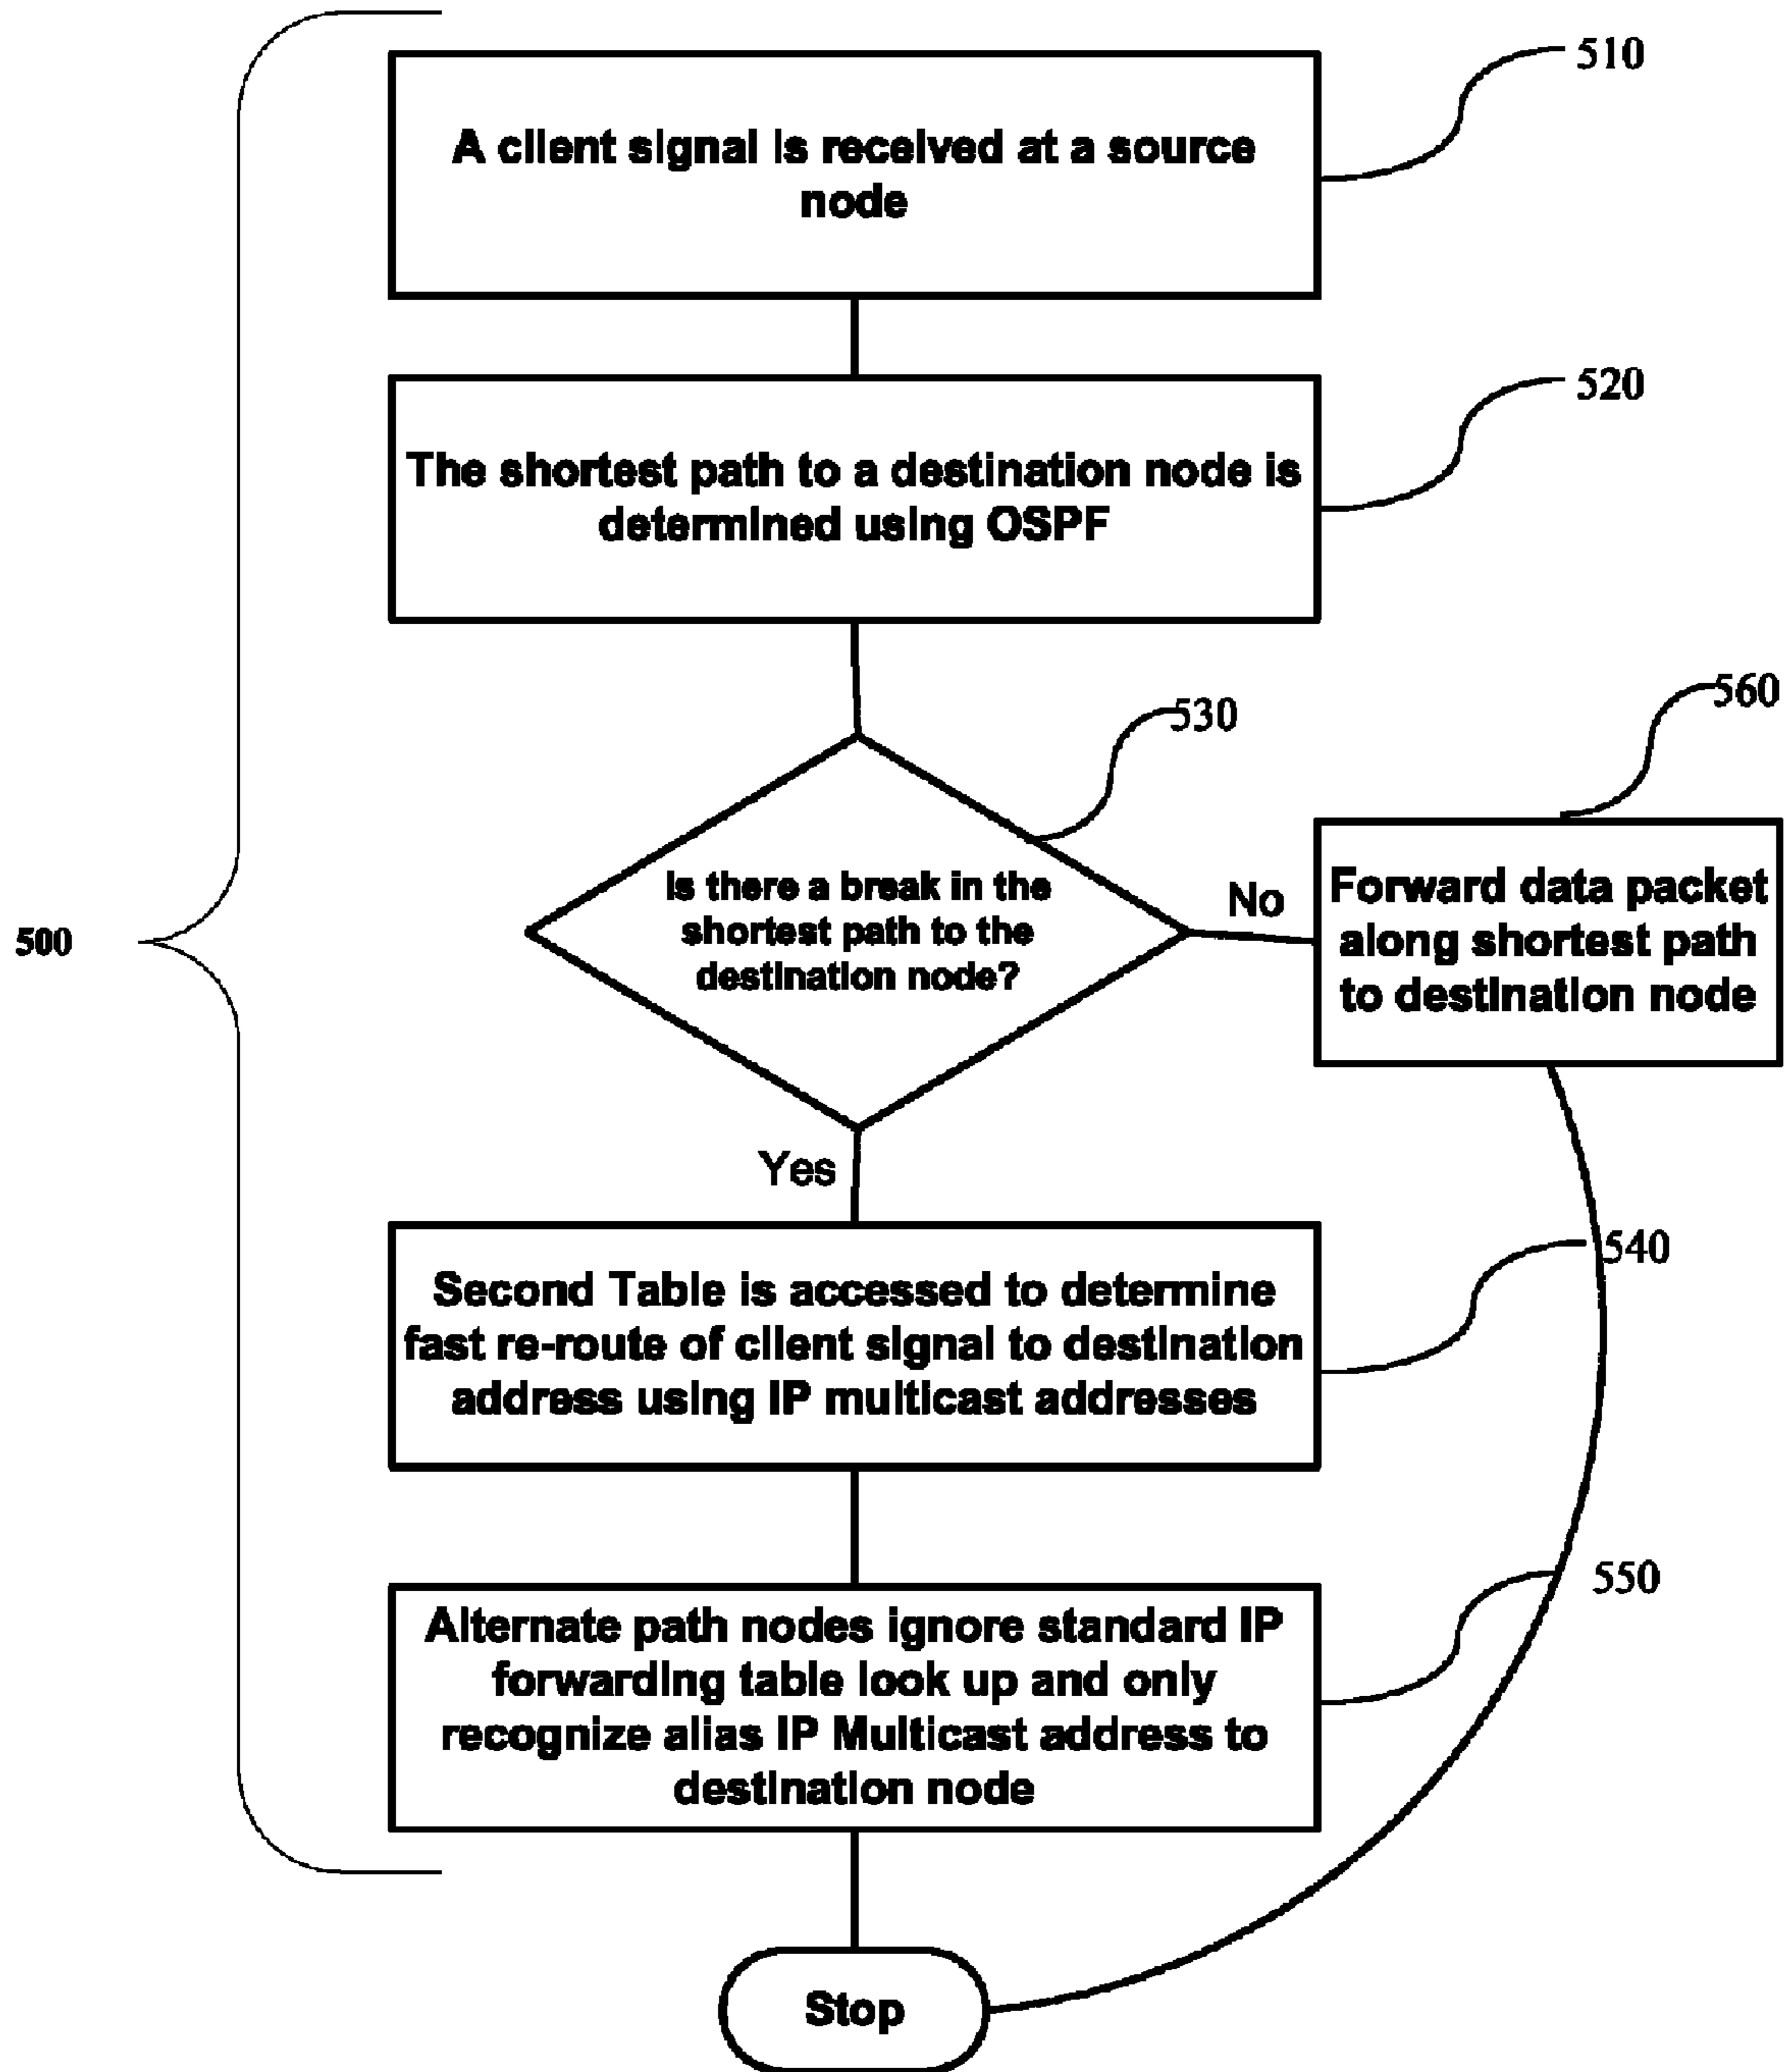 510
A client signal is received at a source
node
520
The shortest path to a destination node is
determined using OSPF
530
560
Is there a break in the
shortest path to the
destination node?
No
Forward data packet
along shortest path
to destination node
500
Yes
540
Second Table is accessed to determine
fast re-route of client signal to destination
address using IP multicast addresses
550
Alternate path nodes ignore standard IP
forwarding table look up and only
recognize alias IP Multicast address to
destination node
Stop